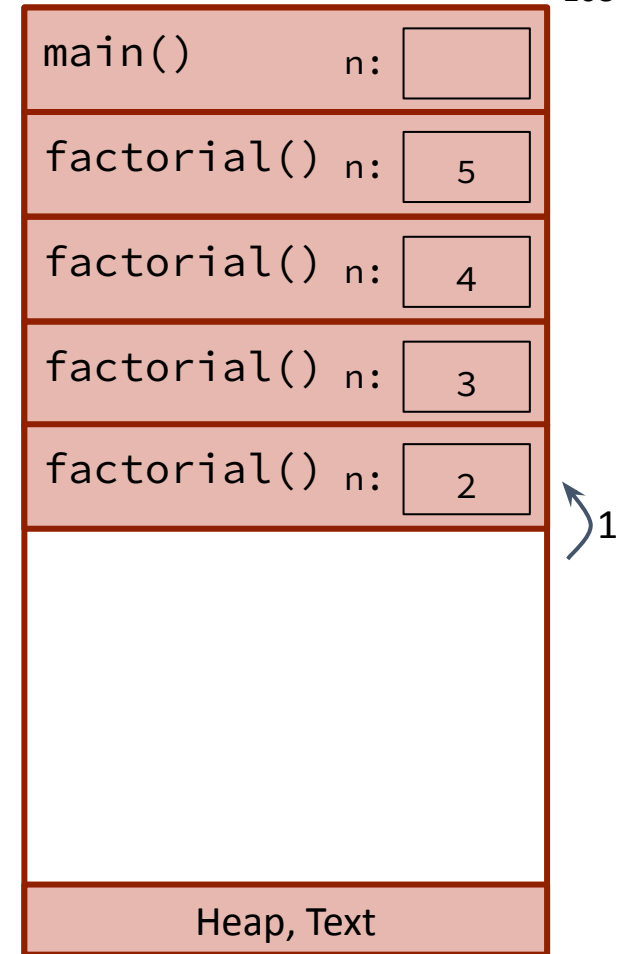 main() n:
factorial() n: 5
factorial() n: 4
factorial() n: 3
factorial() n: 2
1
Heap, Text